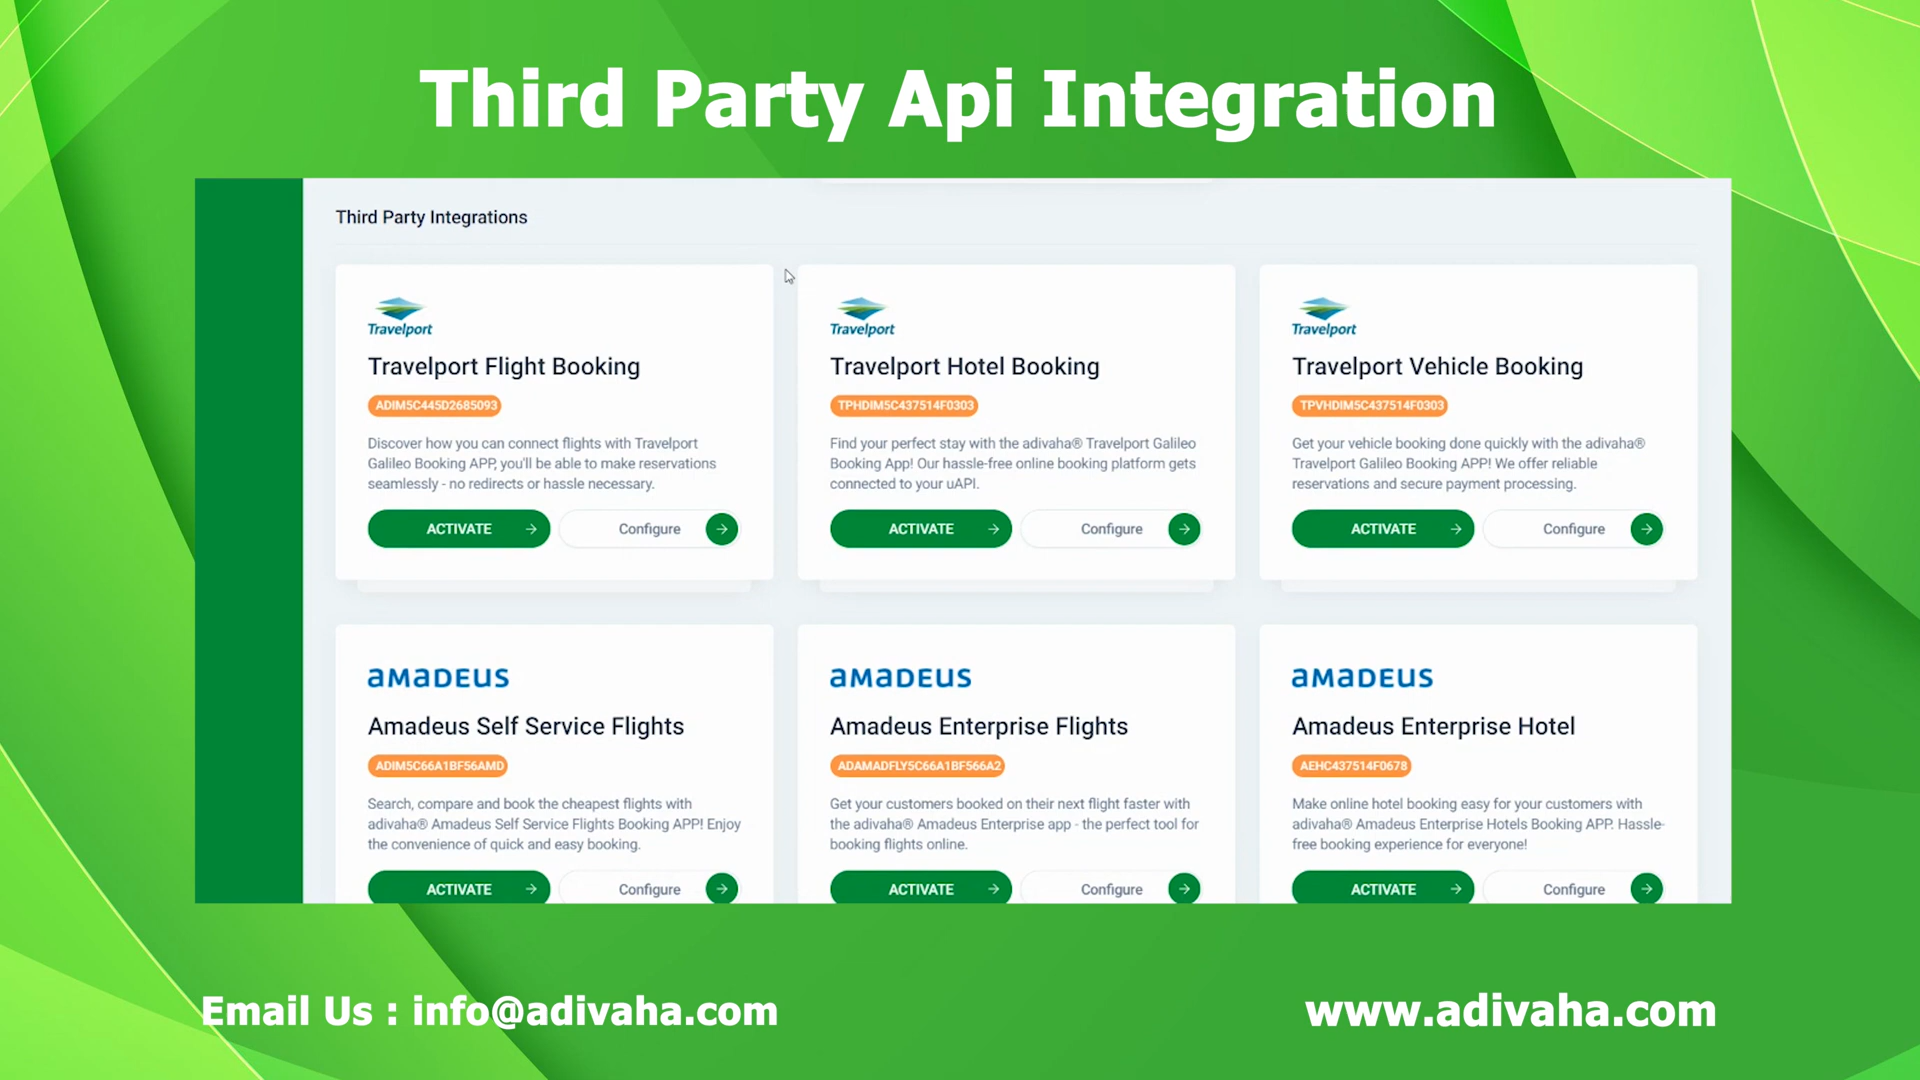 Third Party Api Integration
Third Party Integrations
Travelport
Travelport Flight Booking
ADIM5C445D2685093
Discover how you can connect flights with Travelport
Galileo Booking APP, you'll be able to make reservations
seamlessly - no redirects or hassle necessary.
ACTIVATE
Configure
Travelport
Travelport Hotel Booking
TPHDIM5C437514F0303
Find your perfect stay with the adivaha® Travelport Galileo
Booking App! Our hassle-free online booking platform gets
connected to your uAPI.
ACTIVATE
Configure
Travelport
Travelport Vehicle Booking
TPVHDIM5C437514F0303
Get your vehicle booking done quickly with the adivaha®
Travelport Galileo Booking APP! We offer reliable
reservations and secure payment processing.
ACTIVATE
Configure
amadeus
Amadeus Self Service Flights
ADIM5C66A1BF56AMD
Search, compare and book the cheapest flights with
adivaha® Amadeus Self Service Flights Booking APP! Enjoy
the convenience of quick and easy booking.
ACTIVATE
Configure
amadeus
Amadeus Enterprise Flights
ADAMADFLY5C66A1BF566A2
Get your customers booked on their next flight faster with
the adivaha® Amadeus Enterprise app - the perfect tool for
booking flights online.
ACTIVATE
Configure
amadeus
Amadeus Enterprise Hotel
AEHC437514F0678
Make online hotel booking easy for your customers with
adivaha® Amadeus Enterprise Hotels Booking APP. Hassle-
free booking experience for everyone!
ACTIVATE
Configure
Email Us : info@adivaha.com
www.adivaha.com